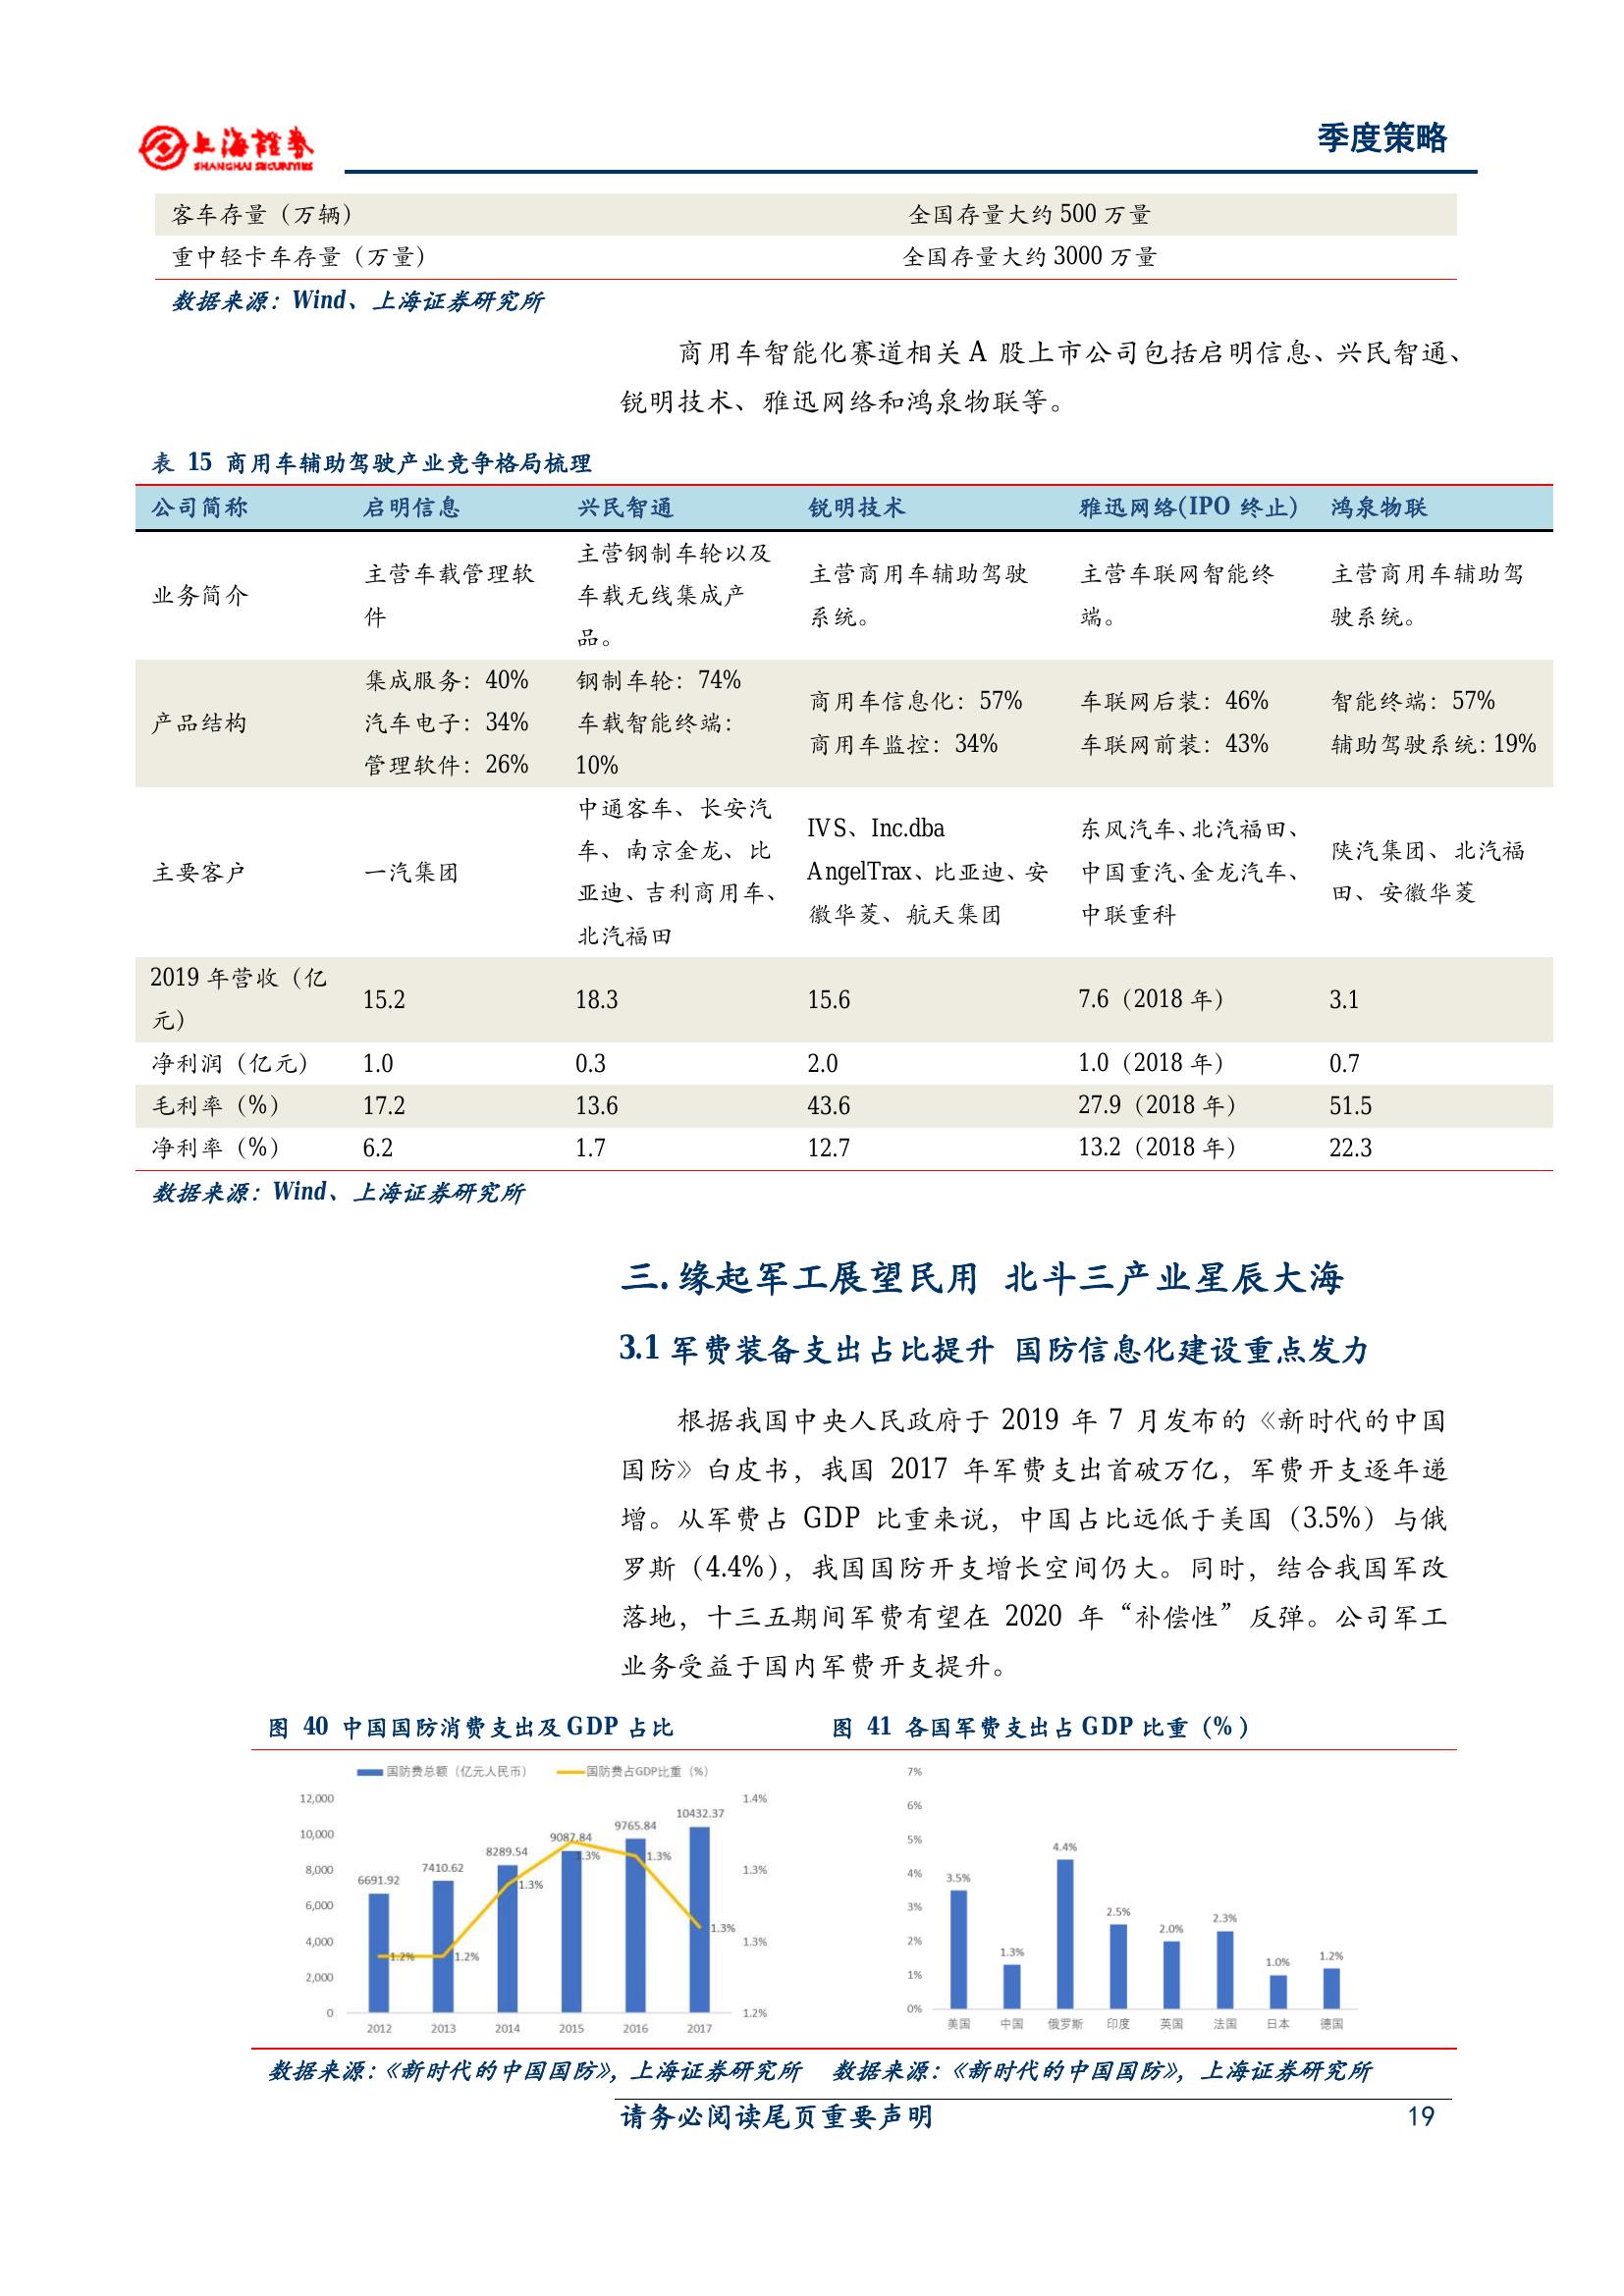 上海證券
SHANGHAI SECURITIES
季度策略
客车存量（万辆） 全国存量大约 500 万量
重中轻卡车存量（万量） 全国存量大约 3000 万量
数据来源：Wind、上海证券研究所
商用车智能化赛道相关 A 股上市公司包括启明信息、兴民智通、
锐明技术、雅迅网络和鸿泉物联等。
表 15 商用车辅助驾驶产业竞争格局梳理
公司简称 启明信息 兴民智通 锐明技术 雅迅网络(IPO 终止) 鸿泉物联
业务简介
主营车载管理软
件
主营钢制车轮以及
车载无线集成产
品。
主营商用车辅助驾驶
系统。
主营车联网智能终
端。
主营商用车辅助驾
驶系统。
产品结构
集成服务：40%
汽车电子：34%
管理软件：26%
钢制车轮：74%
车载智能终端：
10%
商用车信息化：57%
商用车监控：34%
车联网后装：46%
车联网前装：43%
智能终端：57%
辅助驾驶系统：19%
主要客户
一汽集团
中通客车、长安汽
车、南京金龙、比
亚迪、吉利商用车、
北汽福田
IVS、Inc.dba
AngelTrax、比亚迪、安
徽华菱、航天集团
东风汽车、北汽福田、
中国重汽、金龙汽车、
中联重科
陕汽集团、北汽福
田、安徽华菱
2019 年营收（亿
元）
15.2 18.3 15.6 7.6（2018 年） 3.1
净利润（亿元） 1.0 0.3 2.0 1.0（2018 年） 0.7
毛利率（%） 17.2 13.6 43.6 27.9（2018 年） 51.5
净利率（%） 6.2 1.7 12.7 13.2（2018 年） 22.3
数据来源：Wind、上海证券研究所
三. 缘起军工展望民用 北斗三产业星辰大海
3.1 军费装备支出占比提升 国防信息化建设重点发力
根据我国中央人民政府于 2019 年 7 月发布的《新时代的中国
国防》白皮书，我国 2017 年军费支出首破万亿，军费开支逐年递
增。从军费占 GDP 比重来说，中国占比远低于美国（3.5%）与俄
罗斯（4.4%），我国国防开支增长空间仍大。同时，结合我国军改
落地，十三五期间军费有望在 2020 年“补偿性”反弹。公司军工
业务受益于国内军费开支提升。
图 40 中国国防消费支出及 GDP 占比
国防费总额（亿元人民币） 国防费占GDP比重（%）
12,000
10,000
8,000
6,000
4,000
2,000
0
6691.92
7410.62
8289.54
9087.84
9765.84
10432.37
1.2%
1.2%
1.3%
1.3%
1.3%
1.3%
1.4%
1.3%
1.3%
1.2%
2012 2013 2014 2015 2016 2017
数据来源：《新时代的中国国防》，上海证券研究所
图 41 各国军费支出占 GDP 比重（%）
7%
6%
5%
4%
3%
2%
1%
0%
3.5%
1.3%
4.4%
2.5%
2.0%
2.3%
1.0%
1.2%
美国 中国 俄罗斯 印度 英国 法国 日本 德国
数据来源：《新时代的中国国防》，上海证券研究所
请务必阅读尾页重要声明 19